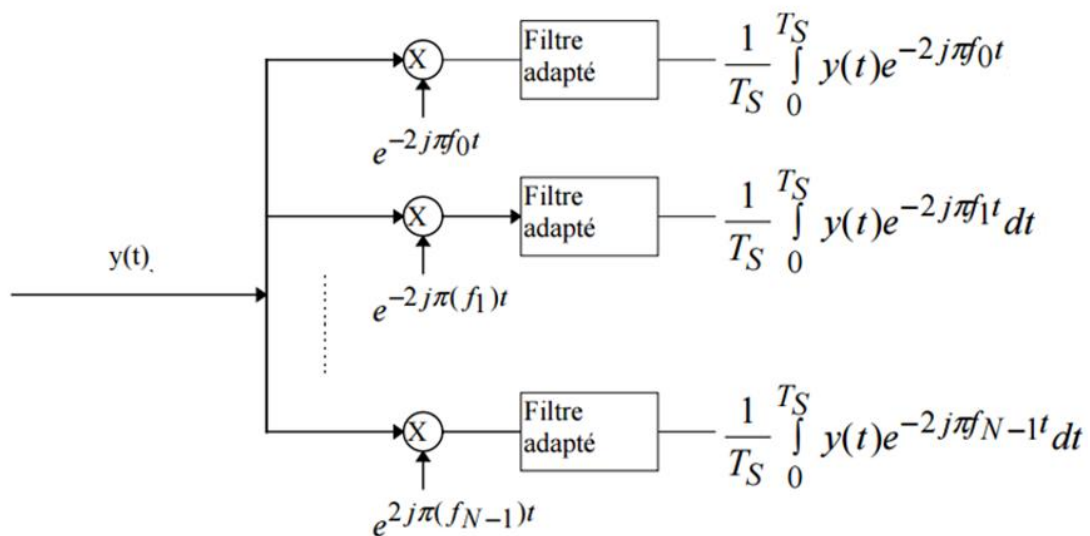 Filtre
adapté
X
1/T_S ∫_0^{T_S} y(t)e^{-2jπf_0t}
e^{-2jπf_0t}
Filtre
adapté
X
1/T_S ∫_0^{T_S} y(t)e^{-2jπf_1t} dt
y(t).
e^{-2jπ(f_1)t}
Filtre
adapté
X
1/T_S ∫_0^{T_S} y(t)e^{-2jπf_{N-1}t} dt
e^{2jπ(f_{N-1})t}